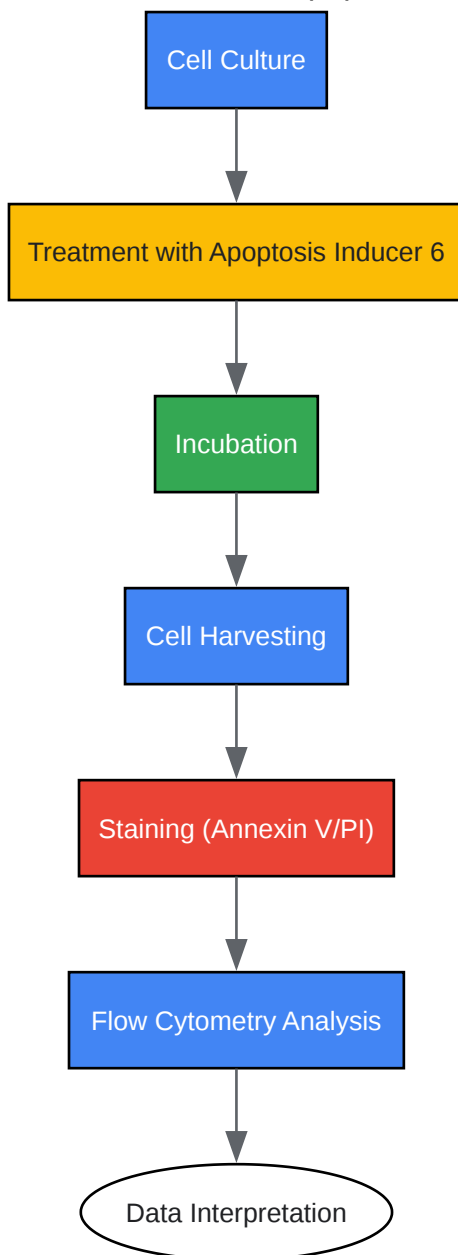 Cell Culture
Treatment with Apoptosis Inducer 6
Incubation
Cell Harvesting
Staining (Annexin V/PI)
Flow Cytometry Analysis
Data Interpretation